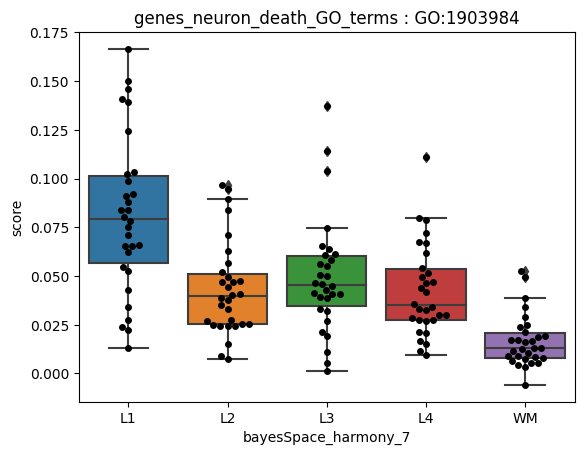 genes_neuron_death_GO_terms : GO:1903984
0.175
0.150
0.125
0.100
0.075
0.050
0.025
0.000
score
L1 L2 L3 L4 WM
bayesSpace_harmony_7